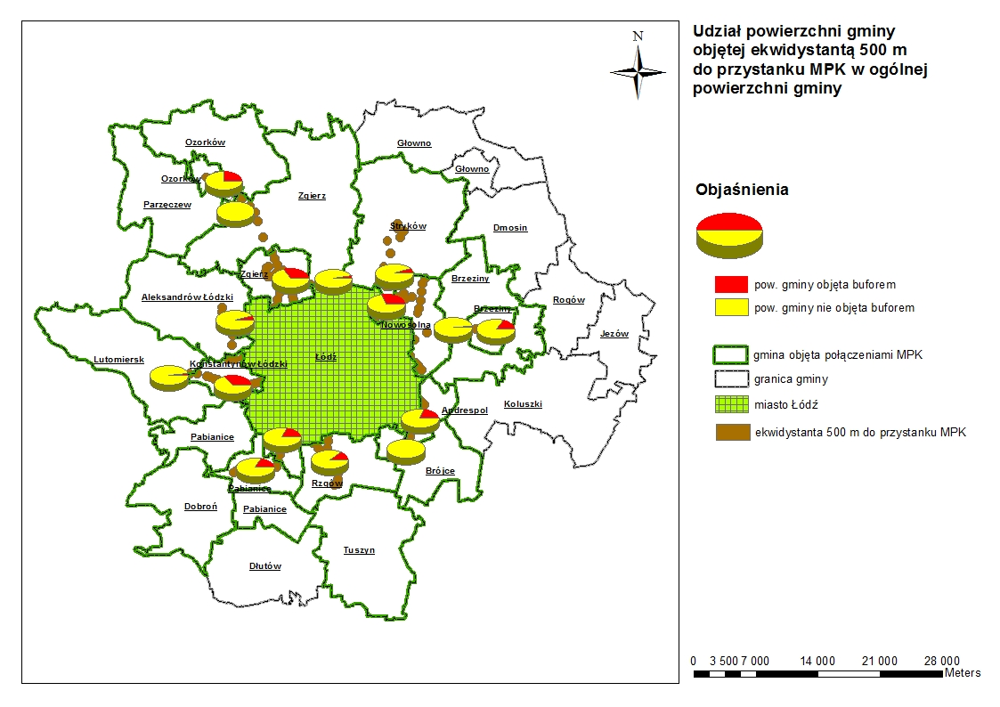 Udział powierzchni gminy
objętej ekwidystantą 500 m
do przystanku MPK w ogólnej
powierzchni gminy
N
Ozorków
Głowno
Głowno
Ozorków
Zgierz
Parzęczew
Stryków
Dmosin
Zgierz
Brzeziny
Aleksandrów Łódzki
Rogów
Brzeziny
Nowosolna
Jeżów
Lutomiersk
Łódź
Konstantynów Łódzki
Koluszki
Andrespol
Pabianice
Brójce
Rzgów
Pabianice
Dobroń
Pabianice
Tuszyn
Dłutów
Objaśnienia
pow. gminy objęta buforem
pow. gminy nie objęta buforem
gmina objęta połączeniami MPK
granica gminy
miasto Łódź
ekwidystanta 500 m do przystanku MPK
0 3 500 7 000 14 000 21 000 28 000
Meters